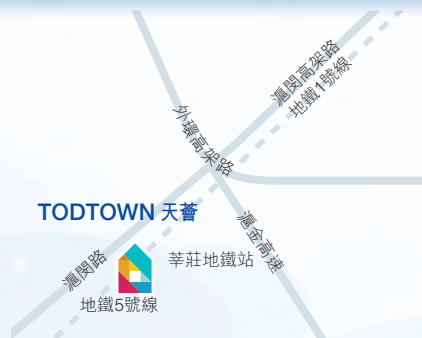 滬閔高架路
地鐵1號線
外環高架路
TODTOWN 天薈
滬金高速
滬閔路
莘莊地鐵站
地鐵5號線